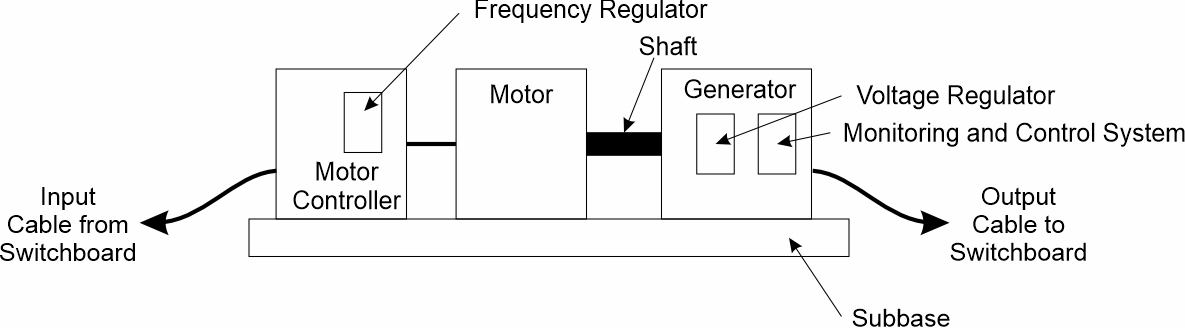 Frequency Regulator
Shaft
Motor
Generator
Voltage Regulator
Monitoring and Control System
Motor
Controller
Input
Cable from
Switchboard
Output
Cable to
Switchboard
Subbase